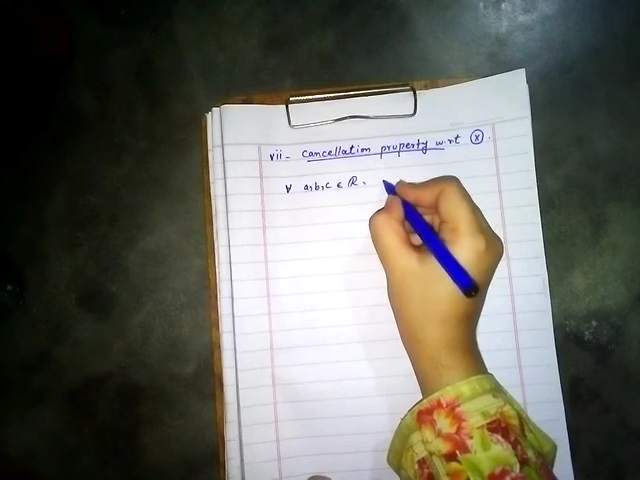 vii- Cancellation property w.r.t ⓧ.
∀ a,b,c ∈ ℝ,